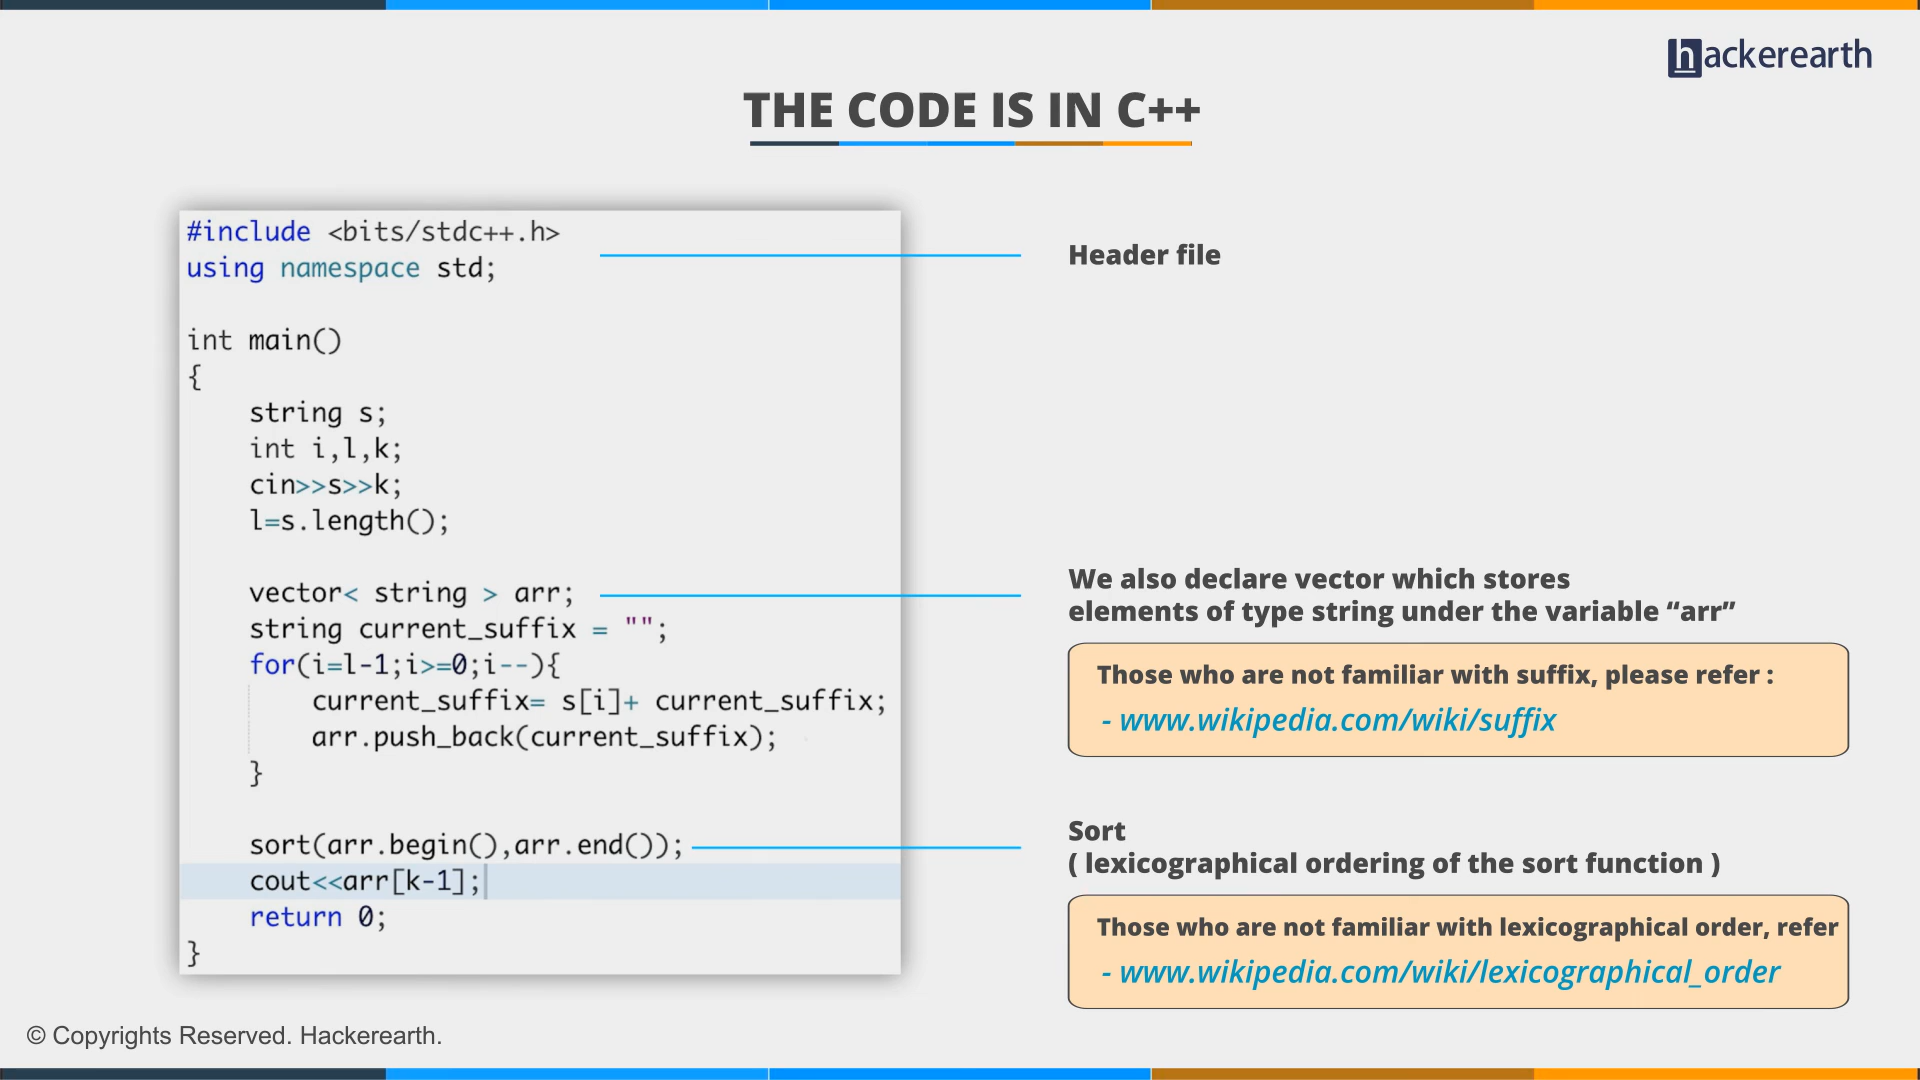 hackerearth
THE CODE IS IN C++
#include <bits/stdc++.h>
using namespace std;
int main()
{
    string s;
    int i,l,k;
    cin>>s>>k;
    l=s.length();
    vector< string > arr;
    string current_suffix = "";
    for(i=l-1;i>=0;i--){
        current_suffix= s[i]+ current_suffix;
        arr.push_back(current_suffix);
    }
    sort(arr.begin(),arr.end());
    cout<<arr[k-1];
    return 0;
}
Header file
We also declare vector which stores
elements of type string under the variable “arr”
Those who are not familiar with suffix, please refer :
- www.wikipedia.com/wiki/suffix
Sort
( lexicographical ordering of the sort function )
Those who are not familiar with lexicographical order, refer
- www.wikipedia.com/wiki/lexicographical_order
© Copyrights Reserved. Hackerearth.